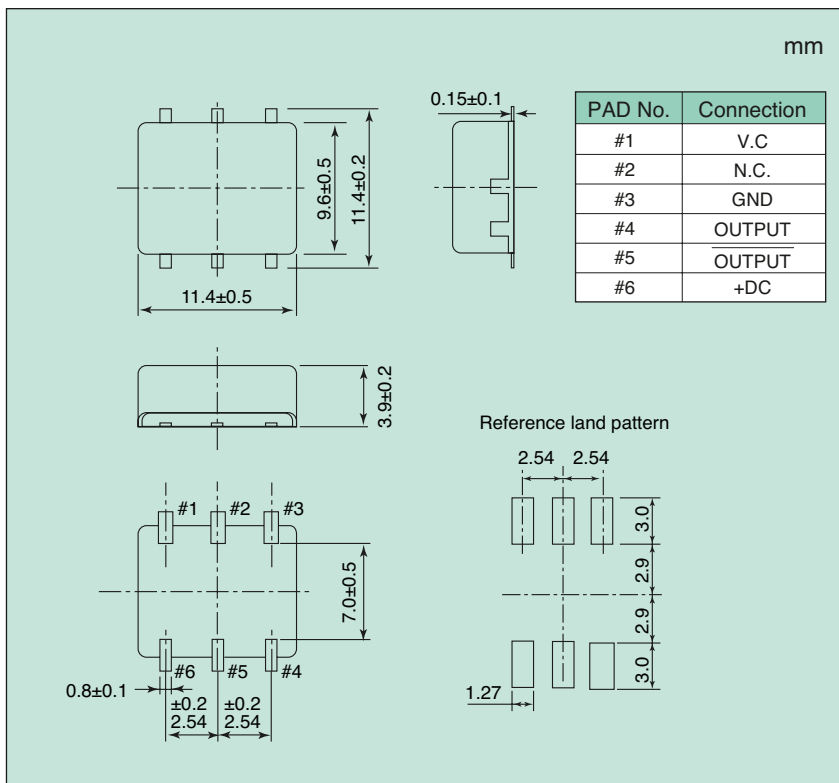 mm
0.15±0.1
9.6±0.5
11.4±0.2
11.4±0.5
PAD No. Connection
#1 V.C
#2 N.C.
#3 GND
#4 OUTPUT
#5 OUTPUT
#6 +DC
3.9±0.2
Reference land pattern
2.54 2.54
3.0
2.9
2.9
3.0
1.27
#1 #2 #3
7.0±0.5
#6 #5 #4
0.8±0.1
±0.2 ±0.2
2.54 2.54